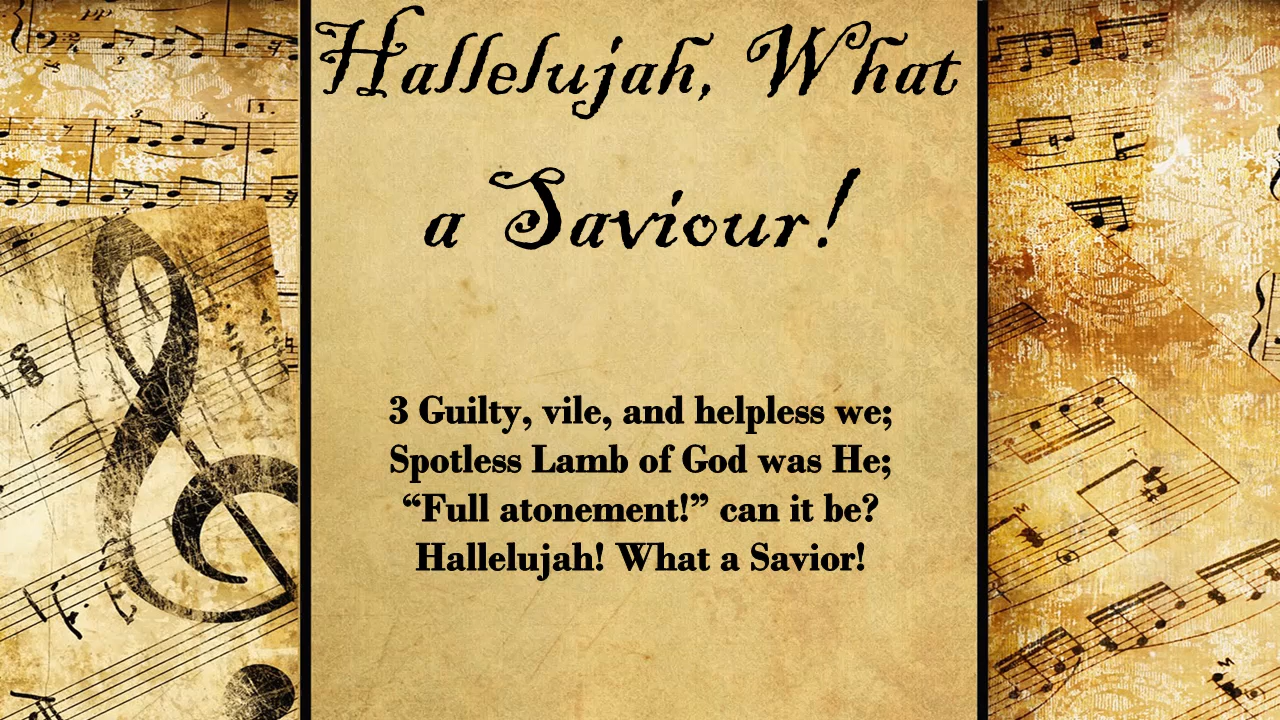 Hallelujah, What
a Saviour!
3 Guilty, vile, and helpless we;
Spotless Lamb of God was He;
“Full atonement!” can it be?
Hallelujah! What a Savior!